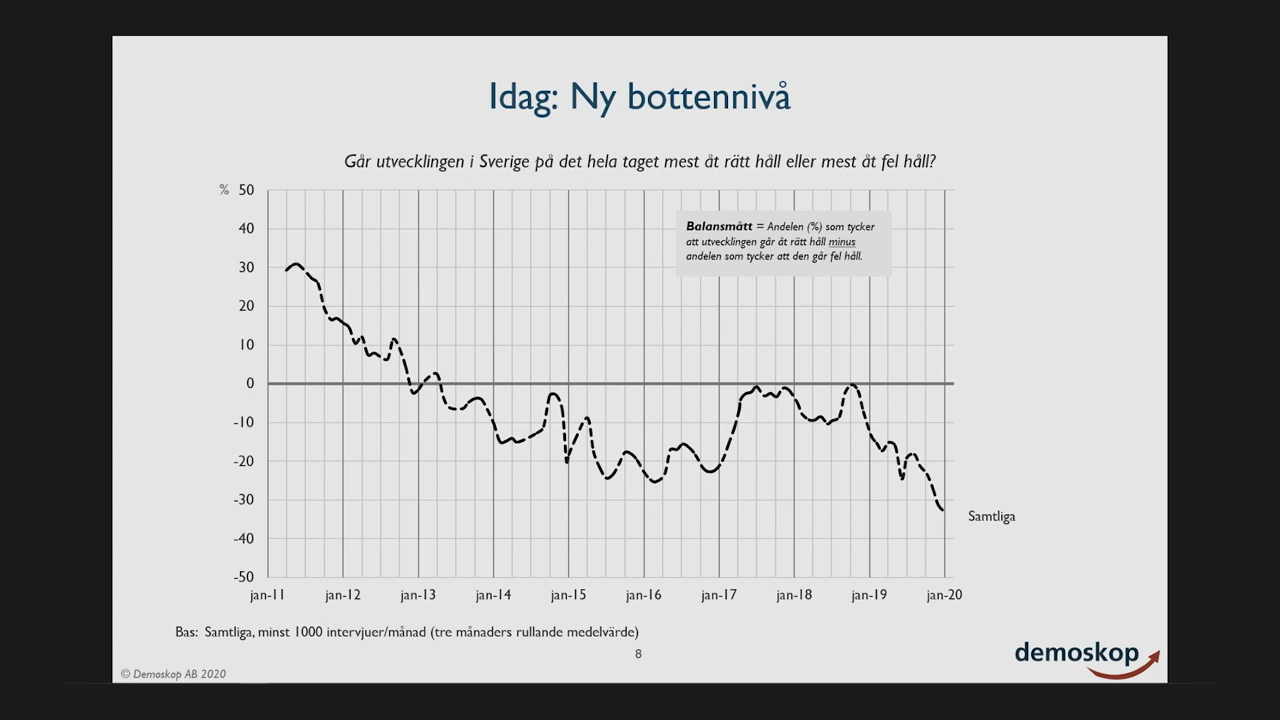 Idag: Ny bottennivå
Går utvecklingen i Sverige på det hela taget mest åt rätt håll eller mest åt fel håll?
% 50
40
30
20
10
0
-10
-20
-30
-40
-50
Balansmått = Andelen (%) som tycker
att utvecklingen går åt rätt håll minus
andelen som tycker att den går fel håll.
Samtliga
jan-11 jan-12 jan-13 jan-14 jan-15 jan-16 jan-17 jan-18 jan-19 jan-20
Bas: Samtliga, minst 1000 intervjuer/månad (tre månaders rullande medelvärde)
8
demoskop
© Demoskop AB 2020